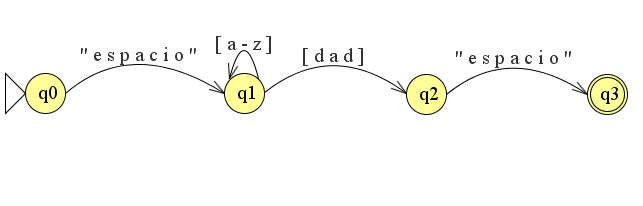 "espacio" [a-z] [dad] "espacio"
q0 q1 q2 q3